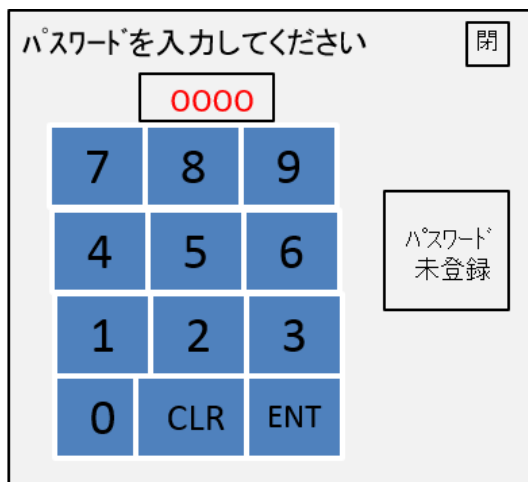 ﾊﾟｽﾜｰﾄﾞを入力してください
閉
0000
7 8 9
4 5 6
1 2 3
0 CLR ENT
ﾊﾟｽﾜｰﾄﾞ
未登録